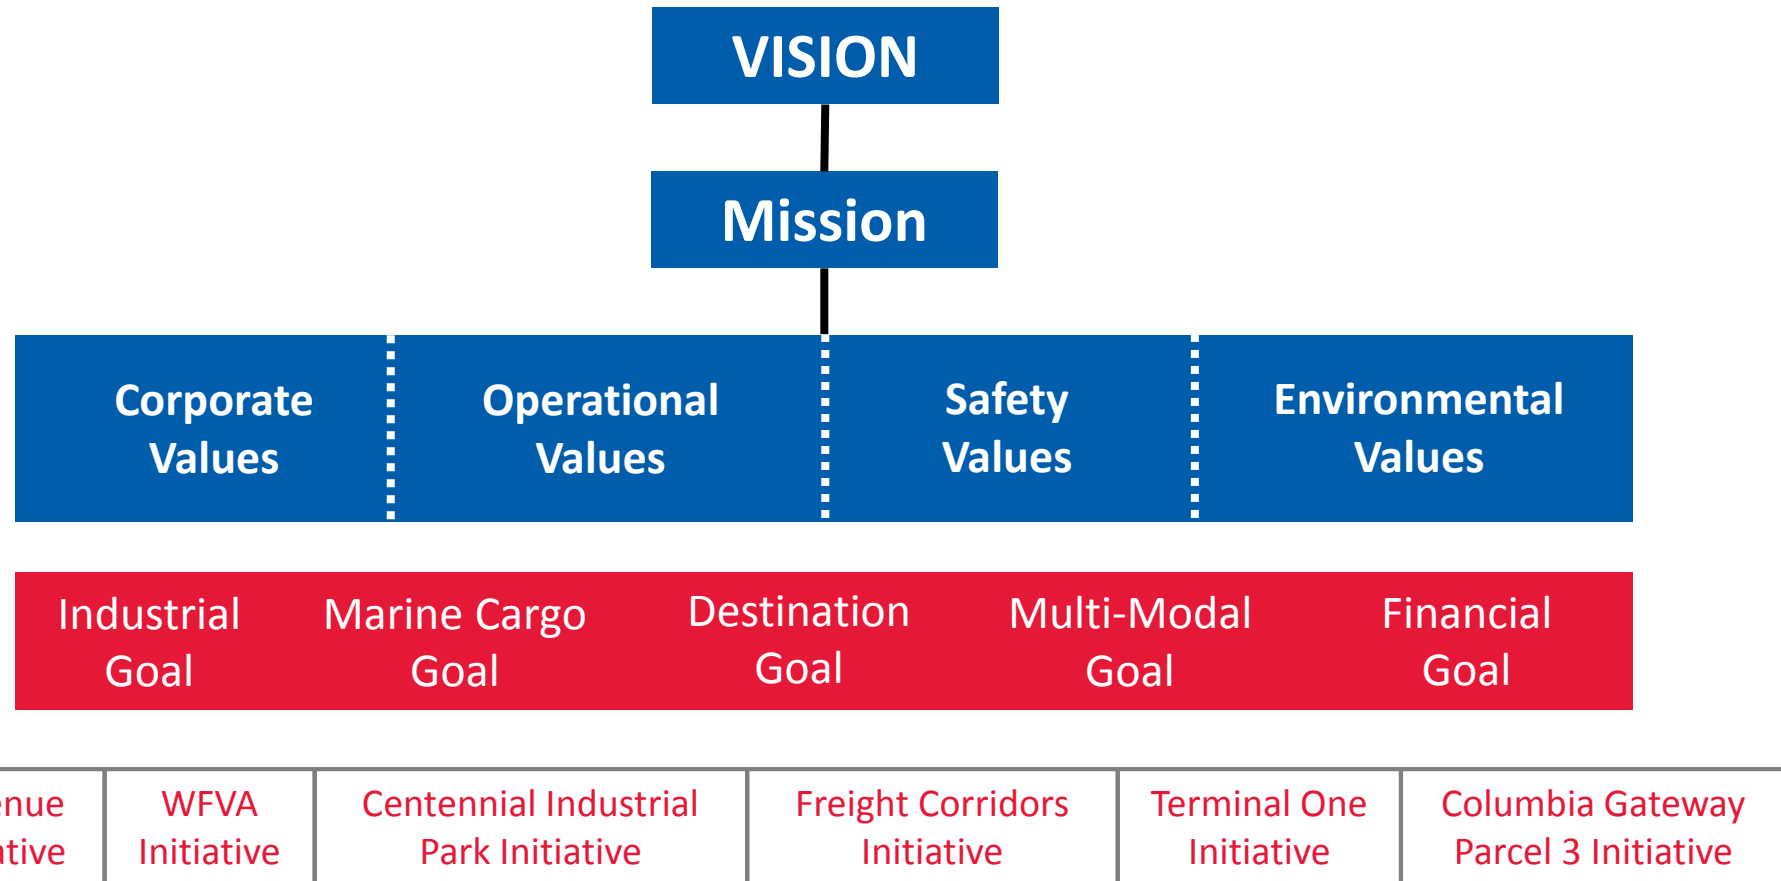 VISION
Mission
Corporate
Values
Operational
Values
Safety
Values
Environmental
Values
Industrial
Goal
Marine Cargo
Goal
Destination
Goal
Multi-Modal
Goal
Financial
Goal
WFVA
Initiative
Centennial Industrial
Park Initiative
Freight Corridors
Initiative
Terminal One
Initiative
Columbia Gateway
Parcel 3 Initiative